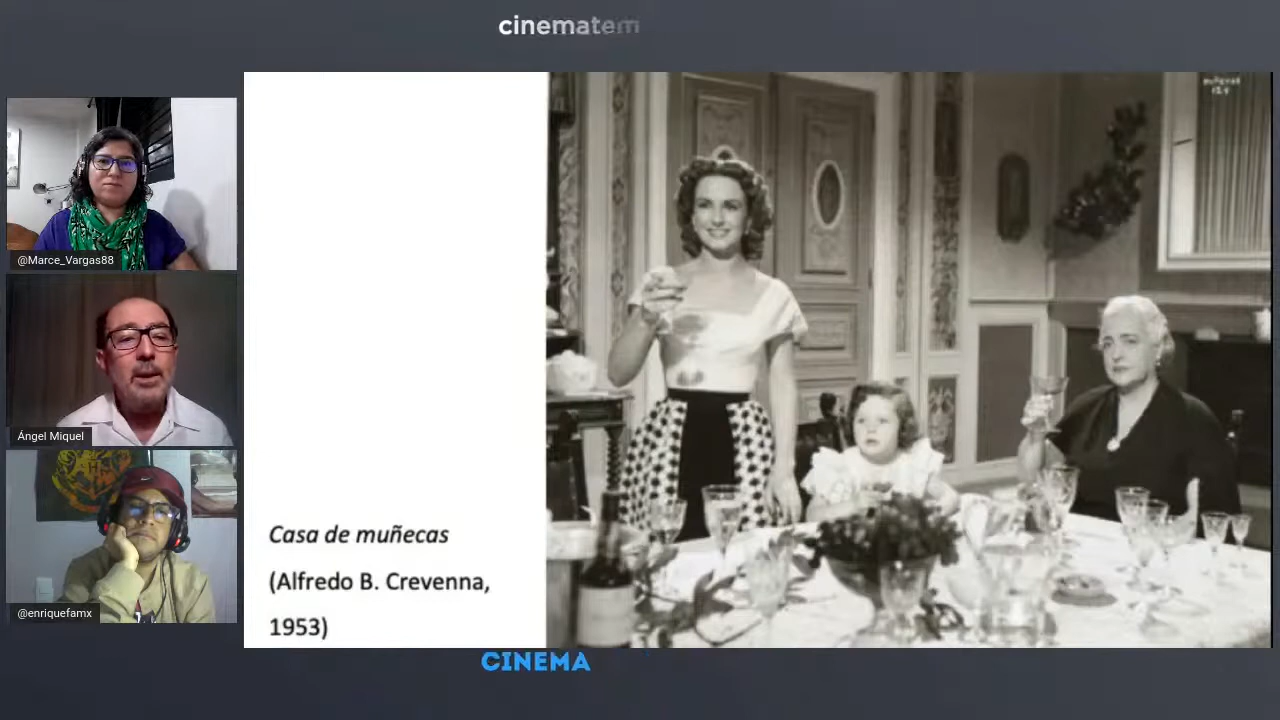 cinematem
@Marce_Vargas88
Ángel Miquel
@enriquefamx
Casa de muñecas
(Alfredo B. Crevenna,
1953)
CINEMA